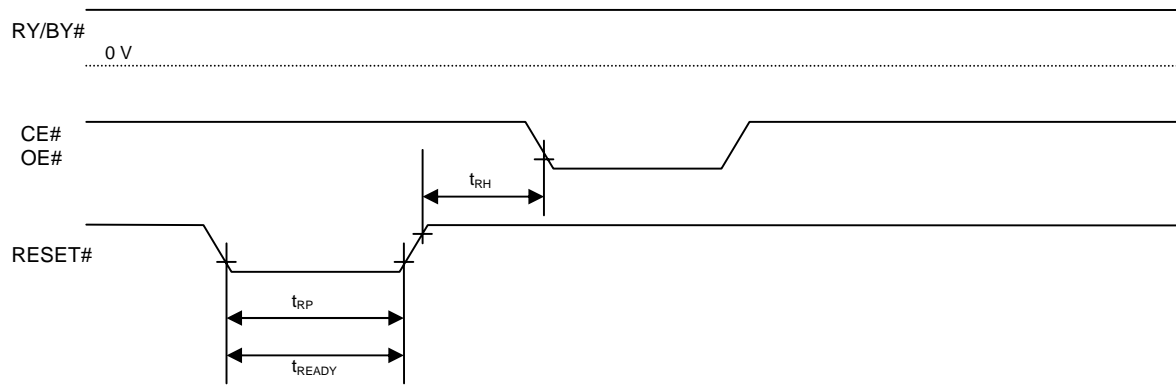 RY/BY#
0 V
CE#
OE#
tRH
RESET#
tRP
tREADY